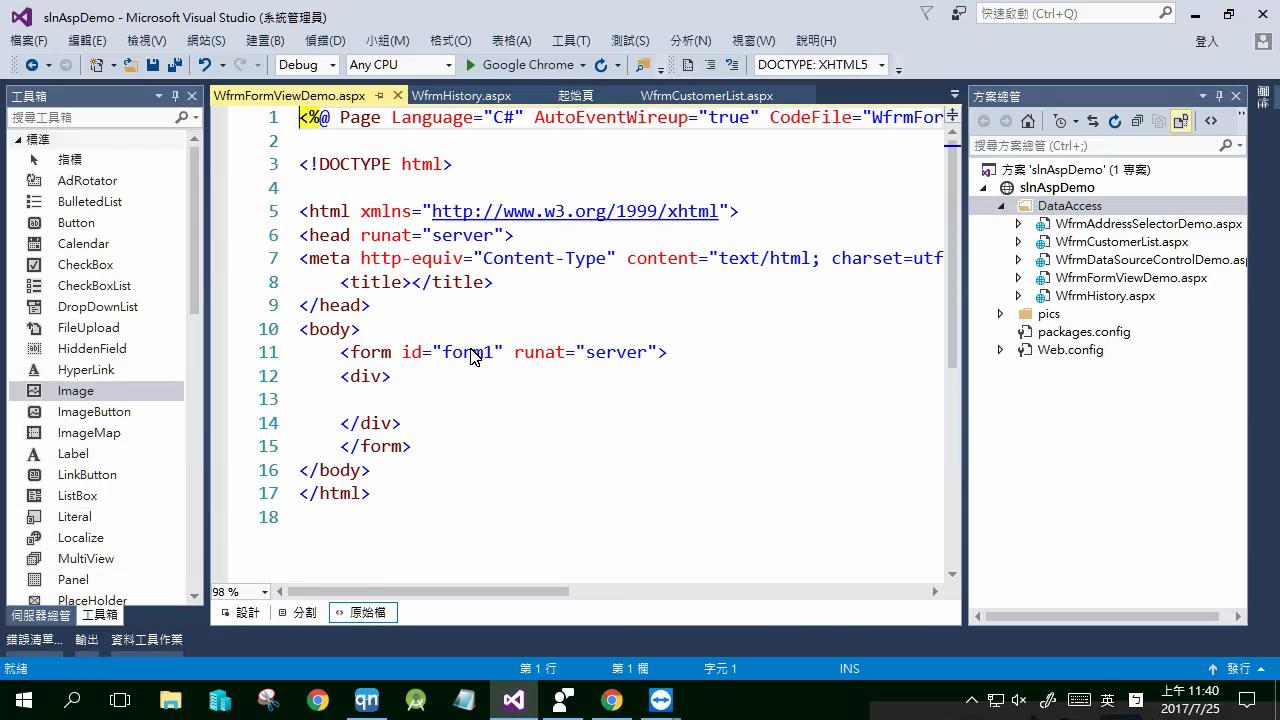 slnAspDemo - Microsoft Visual Studio (系統管理員)
快速啟動 (Ctrl+Q)
檔案(F) 編輯(E) 檢視(V) 網站(S) 建置(B) 偵錯(D) 小組(M) 格式(O) 表格(A) 工具(T) 測試(S) 分析(N) 視窗(W) 說明(H) 登入
Debug Any CPU Google Chrome DOCTYPE: XHTML5
工具箱
搜尋工具箱
標準
指標
AdRotator
BulletedList
Button
Calendar
CheckBox
CheckBoxList
DropDownList
FileUpload
HiddenField
HyperLink
Image
ImageButton
ImageMap
Label
LinkButton
ListBox
Literal
Localize
MultiView
Panel
PlaceHolder
伺服器總管 工具箱
WfrmFormViewDemo.aspx WfrmHistory.aspx 起始頁 WfrmCustomerList.aspx
1 <%@ Page Language="C#" AutoEventWireup="true" CodeFile="WfrmFor
2
3 <!DOCTYPE html>
4
5 <html xmlns="http://www.w3.org/1999/xhtml">
6 <head runat="server">
7 <meta http-equiv="Content-Type" content="text/html; charset=utf
8 <title></title>
9 </head>
10 <body>
11 <form id="form1" runat="server">
12 <div>
13
14 </div>
15 </form>
16 </body>
17 </html>
18
98 %
設計 分割 原始檔
方案總管
搜尋方案總管 (Ctrl+;)
方案 'slnAspDemo' (1 專案)
slnAspDemo
DataAccess
WfrmAddressSelectorDemo.aspx
WfrmCustomerList.aspx
WfrmDataSourceControlDemo.asp
WfrmFormViewDemo.aspx
WfrmHistory.aspx
pics
packages.config
Web.config
錯誤清單... 輸出 資料工具作業
就緒 第 1 行 第 1 欄 字元 1 INS 發行
qn
英
上午 11:40
2017/7/25